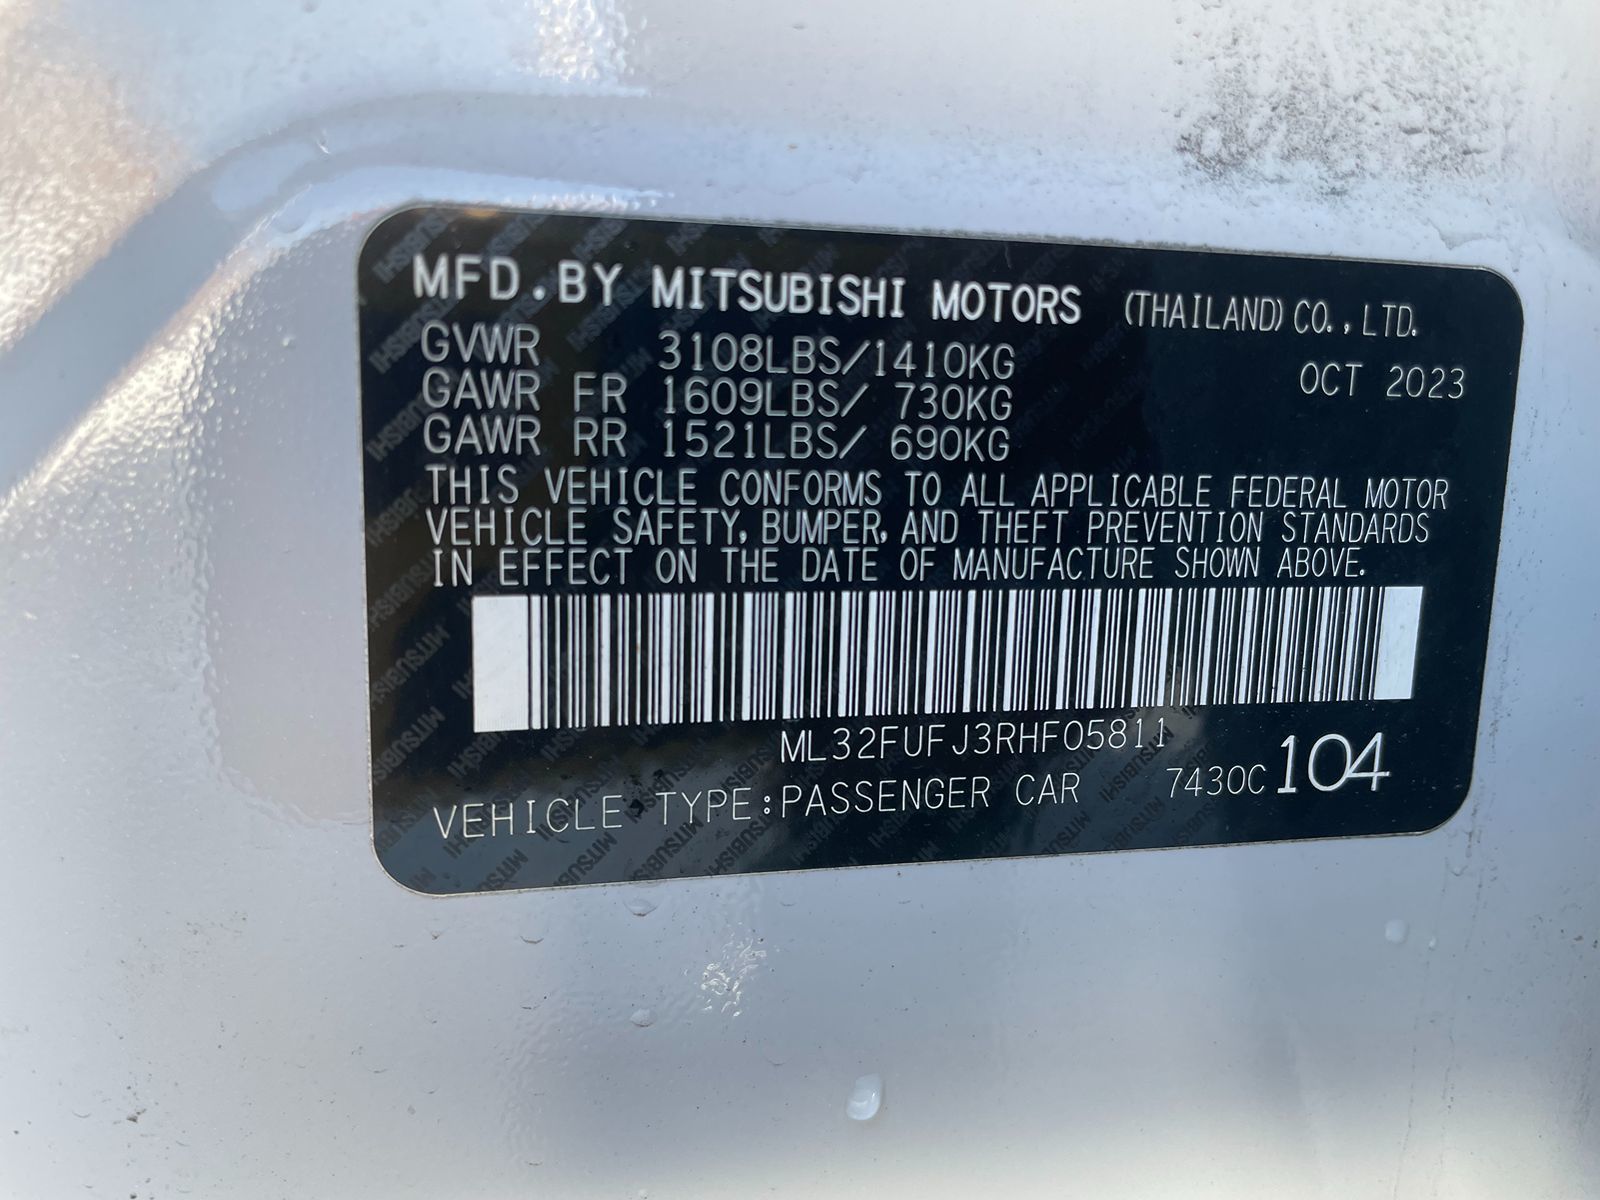 MFD.BY MITSUBISHI MOTORS (THAILAND) CO.,LTD.
GVWR 3108LBS/1410KG OCT 2023
GAWR FR 1609LBS/ 730KG
GAWR RR 1521LBS/ 690KG
THIS VEHICLE CONFORMS TO ALL APPLICABLE FEDERAL MOTOR
VEHICLE SAFETY, BUMPER, AND THEFT PREVENTION STANDARDS
IN EFFECT ON THE DATE OF MANUFACTURE SHOWN ABOVE.
ML32FUFJ3RHF05811
VEHICLE TYPE:PASSENGER CAR 7430C 104